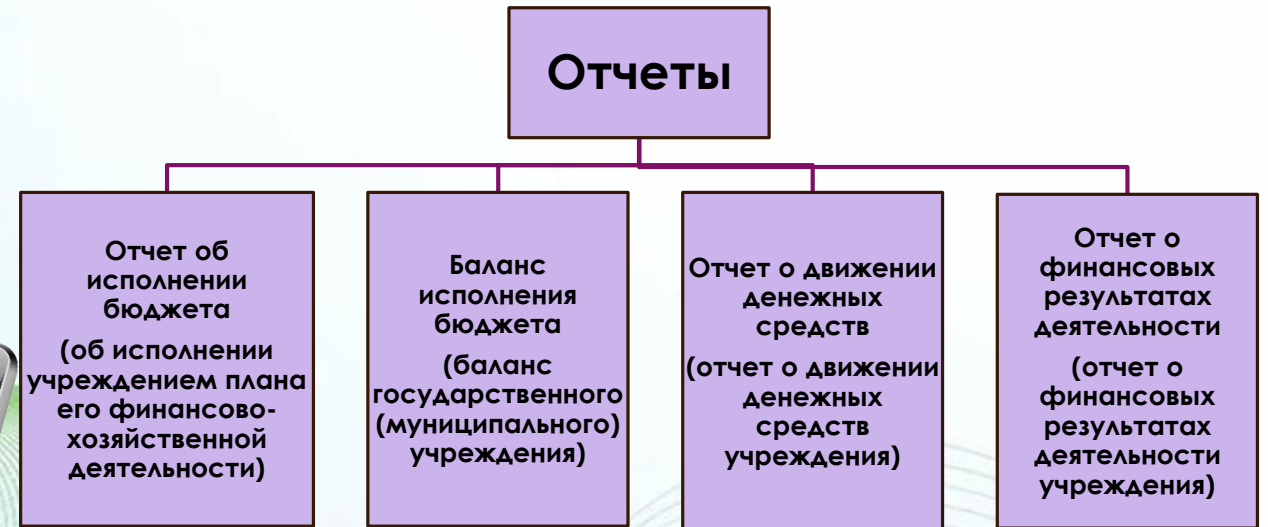 Отчеты
Отчет об
исполнении
бюджета
(об исполнении
учреждением плана
его финансово-
хозяйственной
деятельности)
Баланс
исполнения
бюджета
(баланс
государственного
(муниципального)
учреждения)
Отчет о движении
денежных
средств
(отчет о движении
денежных
средств
учреждения)
Отчет о
финансовых
результатах
деятельности
(отчет о
финансовых
результатах
деятельности
учреждения)